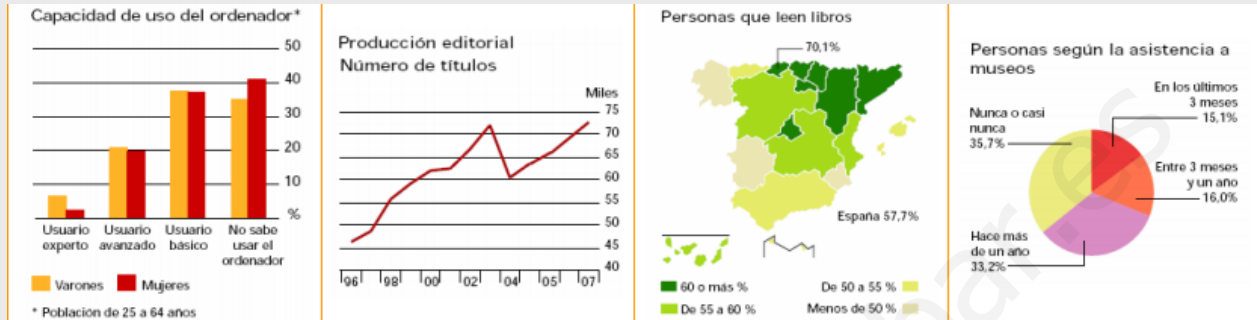 Capacidad de uso del ordenador*
50
40
30
20
10
%
Usuario experto
Usuario avanzado
Usuario básico
No sabe usar el ordenador
Varones
Mujeres
* Población de 25 a 64 años
Producción editorial
Número de títulos
Miles
75
70
65
60
55
50
45
40
96 98 00 02 04 05 07
Personas que leen libros
70,1%
España 57,7%
60 o más %
De 55 a 60 %
De 50 a 55 %
Menos de 50 %
Personas según la asistencia a
museos
En los últimos
3 meses
15,1%
Nunca o casi
nunca
35,7%
Entre 3 meses
y un año
16,0%
Hace más
de un año
33,2%